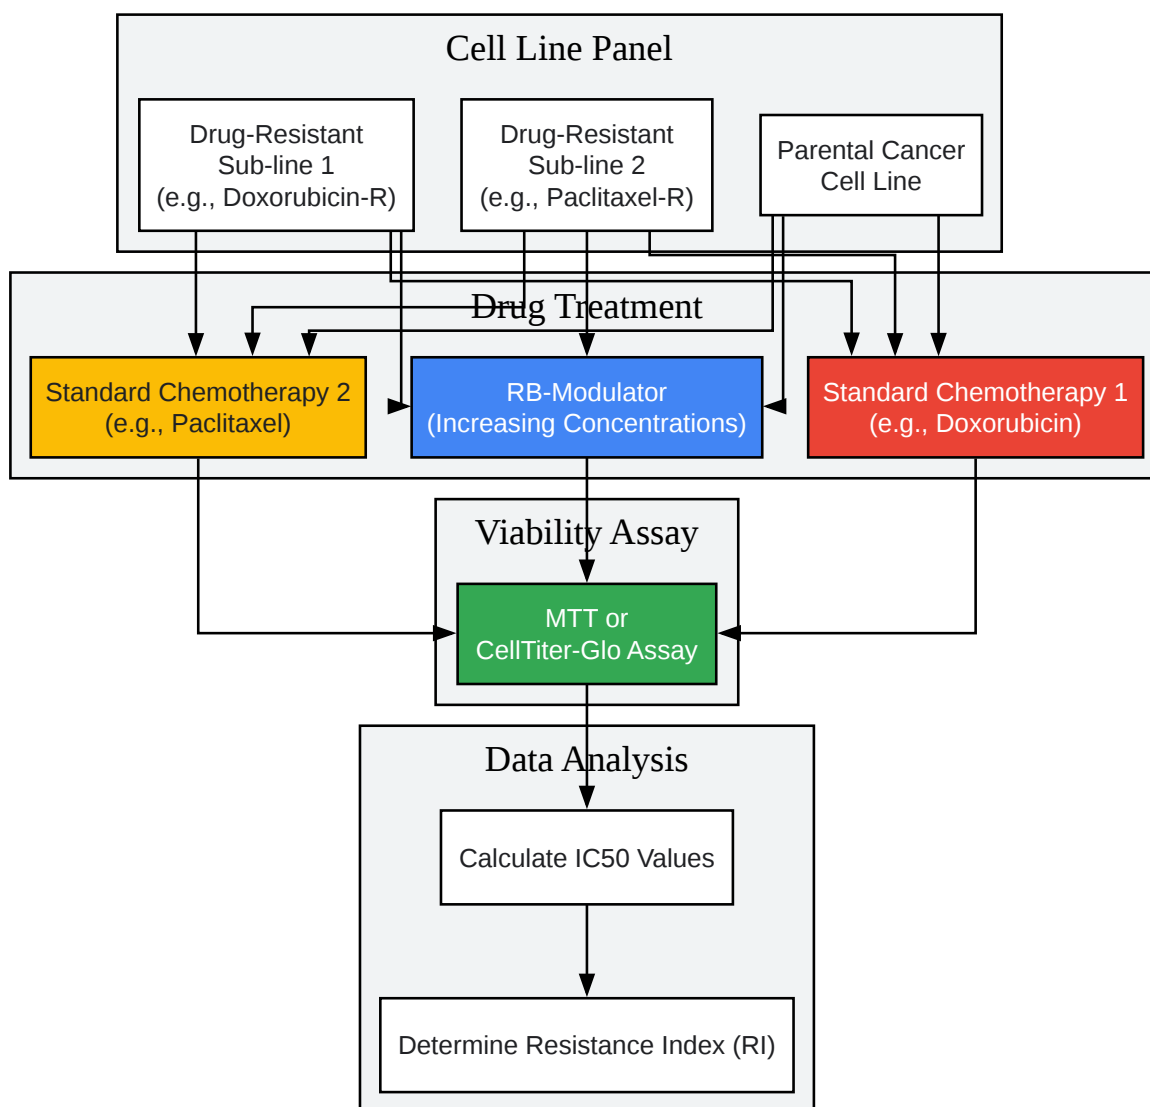 Cell Line Panel
Drug-Resistant
Sub-line 1
(e.g., Doxorubicin-R)
Drug-Resistant
Sub-line 2
(e.g., Paclitaxel-R)
Parental Cancer
Cell Line
Drug Treatment
Standard Chemotherapy 2
(e.g., Paclitaxel)
RB-Modulator
(Increasing Concentrations)
Standard Chemotherapy 1
(e.g., Doxorubicin)
Viability Assay
MTT or
CellTiter-Glo Assay
Data Analysis
Calculate IC50 Values
Determine Resistance Index (RI)